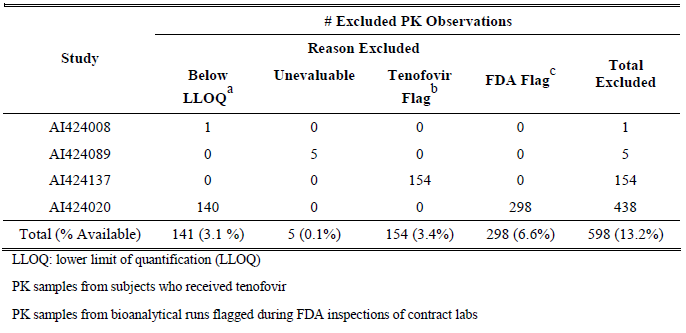 # Excluded PK Observations
Reason Excluded
Study
Below LLOQa Unevaluable Tenofovir Flagb FDA Flagc Total Excluded
AI424008 1 0 0 0 1
AI424089 0 5 0 0 5
AI424137 0 0 154 0 154
AI424020 140 0 0 298 438
Total (% Available) 141 (3.1 %) 5 (0.1%) 154 (3.4%) 298 (6.6%) 598 (13.2%)
LLOQ: lower limit of quantification (LLOQ)
PK samples from subjects who received tenofovir
PK samples from bioanalytical runs flagged during FDA inspections of contract labs